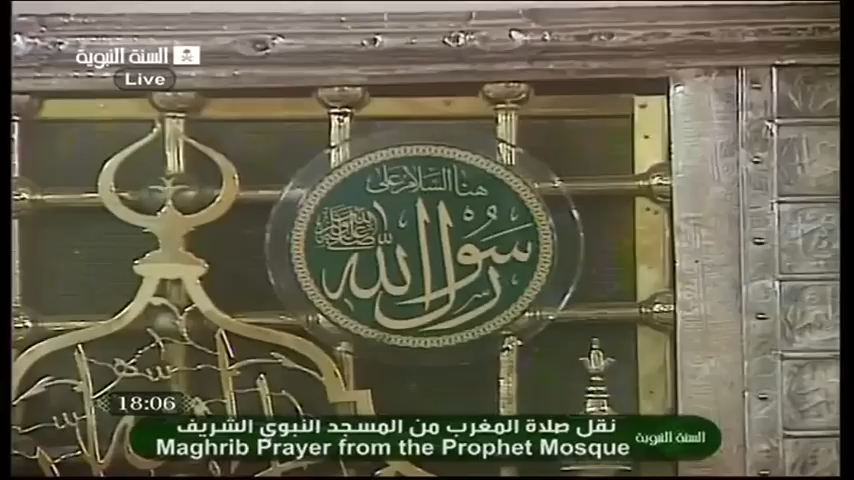 السنة النبوية
Live
هنا السلام على
رسول الله
صلى الله عليه وسلم
18:06
نقل صلاة المغرب من المسجد النبوي الشريف
Maghrib Prayer from the Prophet Mosque
السنة النبوية